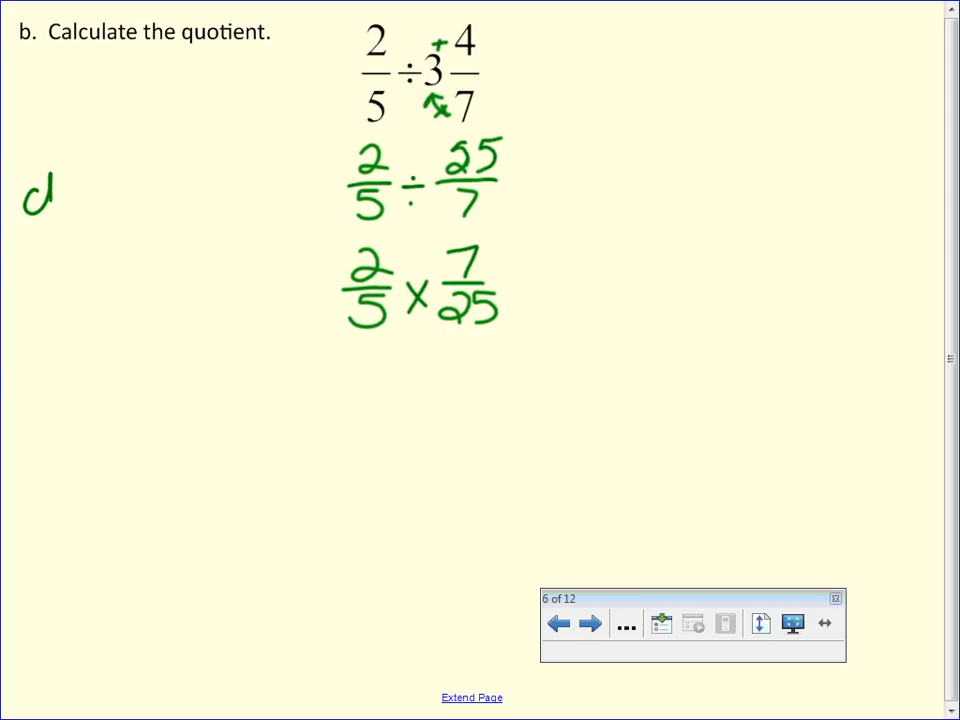 b. Calculate the quotient.
2/5 ÷ 3 4/7
+
×
2/5 ÷ 25/7
d
2/5 × 7/25
6 of 12
...
Extend Page